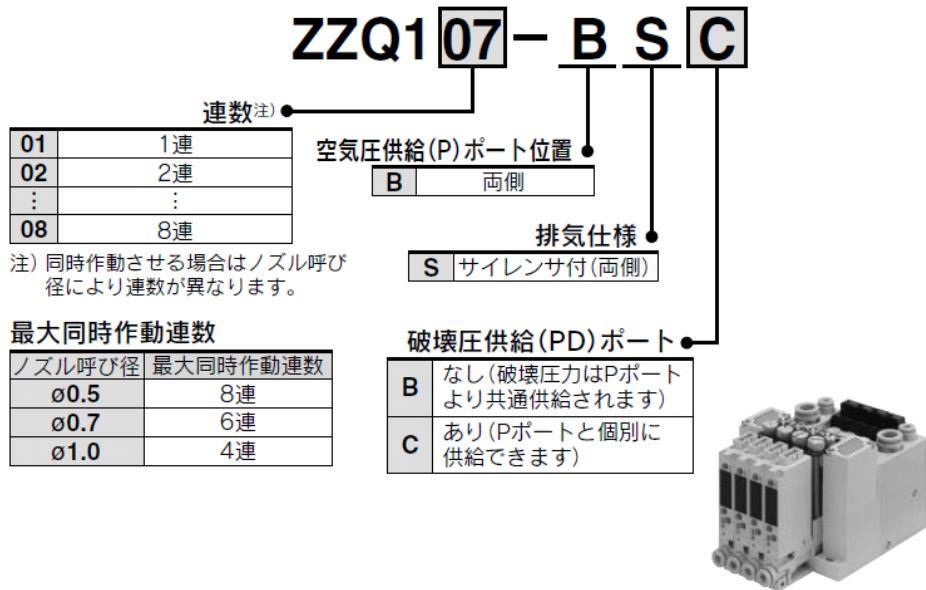 ZZQ1 07 - B S C
連数注)
01 1連
02 2連
⋮ ⋮
08 8連
注) 同時作動させる場合はノズル呼び
径により連数が異なります。
最大同時作動連数
ノズル呼び径 最大同時作動連数
ø0.5 8連
ø0.7 6連
ø1.0 4連
空気圧供給(P)ポート位置
B 両側
排気仕様
S サイレンサ付(両側)
破壊圧供給(PD)ポート
B なし(破壊圧力はPポート
より共通供給されます)
C あり(Pポートと個別に
供給できます)